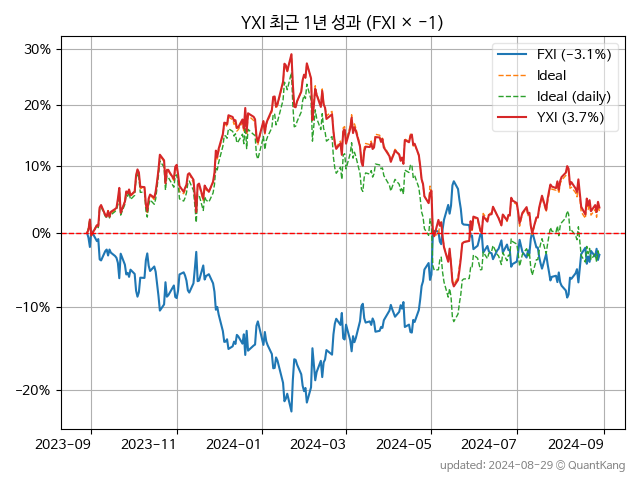 YXI 최근 1년 성과 (FXI × −1)
30%
20%
10%
0%
−10%
−20%
FXI (−3.1%)
Ideal
Ideal (daily)
YXI (3.7%)
2023-09 2023-11 2024-01 2024-03 2024-05 2024-07 2024-09
updated: 2024-08-29 © QuantKang